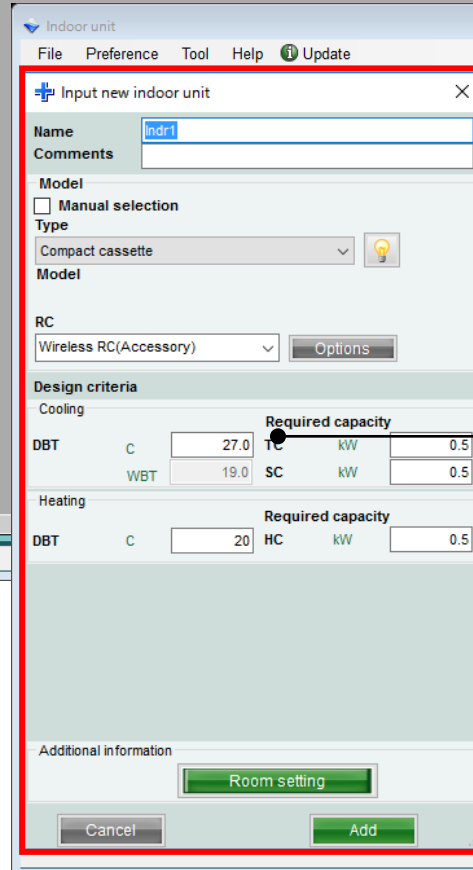 Indoor unit
File Preference Tool Help Update
Input new indoor unit
Name Indr1
Comments
Model
Manual selection
Type
Compact cassette
Model
RC
Wireless RC(Accessory) Options
Design criteria
Cooling
Required capacity
DBT C 27.0 TC kW 0.5
WBT 19.0 SC kW 0.5
Heating
Required capacity
DBT C 20 HC kW 0.5
Additional information
Room setting
Cancel Add